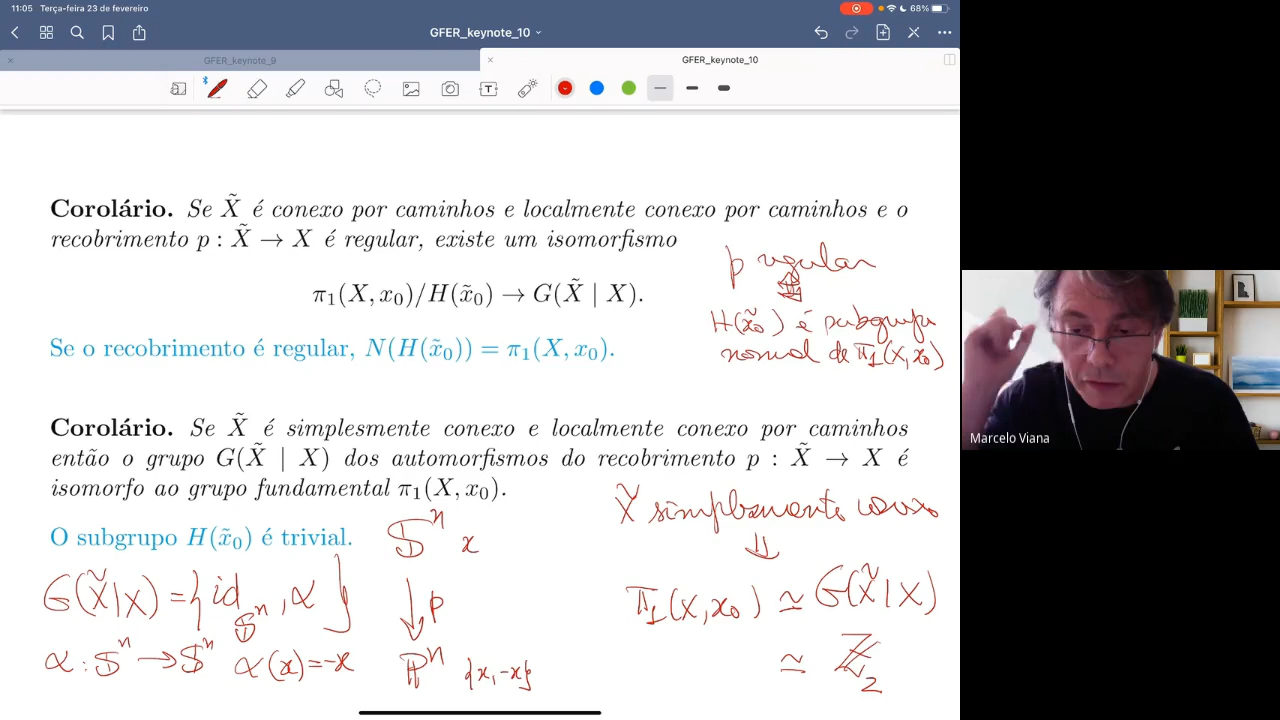 11:05 Terça-feira 23 de fevereiro
68%
GFER_keynote_10
GFER_keynote_9
GFER_keynote_10
Corolário. Se X̃ é conexo por caminhos e localmente conexo por caminhos e o
recobrimento p : X̃ → X é regular, existe um isomorfismo
π₁(X, x₀)/H(x̃₀) → G(X̃ | X).
Se o recobrimento é regular, N(H(x̃₀)) = π₁(X, x₀).
p regular
⇕
H(x̃₀) é subgrupo
normal de π₁(X, x₀)
Corolário. Se X̃ é simplesmente conexo e localmente conexo por caminhos
então o grupo G(X̃ | X) dos automorfismos do recobrimento p : X̃ → X é
isomorfo ao grupo fundamental π₁(X, x₀).
O subgrupo H(x̃₀) é trivial.
G(X̃|X) = { id 𝕊ⁿ, α }
α : 𝕊ⁿ → 𝕊ⁿ α(x) = -x
𝕊ⁿ x
↓ p
ℙⁿ {x, -x}
X̃ simplesmente conexo
⇓
π₁(X, x₀) ≃ G(X̃|X)
≃ ℤ₂
Marcelo Viana